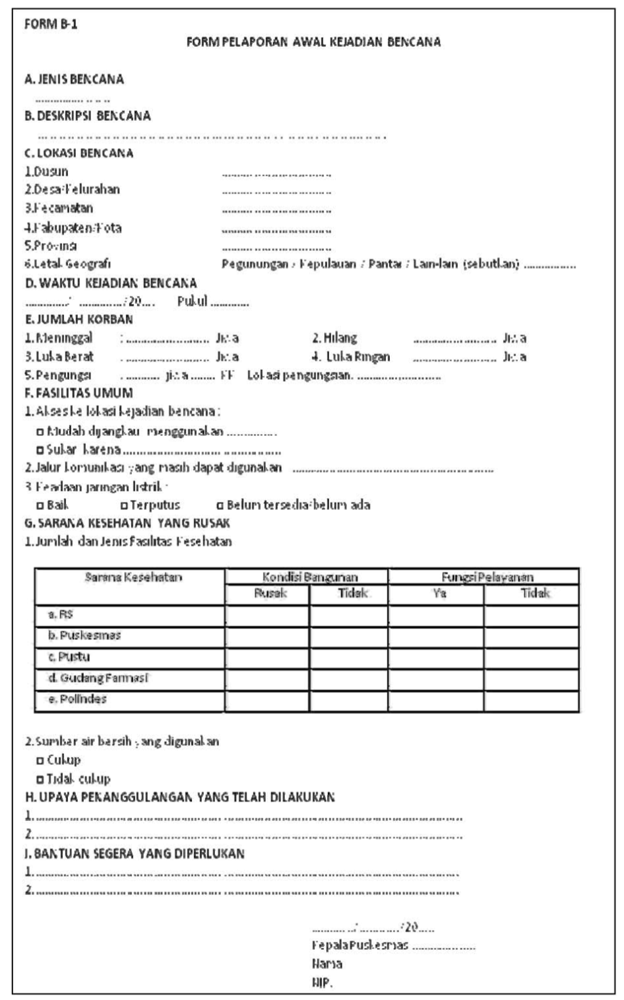 FORM B-1
FORM PELAPORAN AWAL KEJADIAN BENCANA
A. JENIS BENCANA
........................
B. DESKRIPSI BENCANA
................................................................................
C. LOKASI BENCANA
1.Dusun ....................................
2.Desa/Kelurahan ....................................
3.Kecamatan ....................................
4.Kabupaten/Kota ....................................
5.Provinsi ....................................
6.Letak Geografi Pegunungan / Kepulauan / Pantai / Lain-lain (sebutkan) .................
D. WAKTU KEJADIAN BENCANA
............../ ............../20.... Pukul .............
E. JUMLAH KORBAN
1. Meninggal : ........................... Jiwa 2. Hilang ........................... Jiwa
3. Luka Berat : ........................... Jiwa 4. Luka Ringan ........................... Jiwa
5. Pengungsi : ........... jiwa ........ KK Lokasi pengungsian. ...........................
F. FASILITAS UMUM
1. Akses ke lokasi kejadian bencana :
□ Mudah dijangkau menggunakan ................
□ Sukar karena....................................................
2. Jalur komunikasi yang masih dapat digunakan ..................................................................
3 Keadaan jaringan listrik :
□ Baik □ Terputus □ Belum tersedia/belum ada
G. SARANA KESEHATAN YANG RUSAK
1. Jumlah dan Jenis Fasilitas Kesehatan
Sarana Kesehatan Kondisi Bangunan Fungsi Pelayanan
Rusak Tidak Ya Tidak
a. RS
b. Puskesmas
c. Pustu
d. Gudang Farmasi
e. Polindes
2. Sumber air bersih yang digunakan
□ Cukup
□ Tidak cukup
H. UPAYA PENANGGULANGAN YANG TELAH DILAKUKAN
1. ................................................................................................
2. ................................................................................................
I. BANTUAN SEGERA YANG DIPERLUKAN
1. ................................................................................................
2. ................................................................................................
............../ ............./20.....
Kepala Puskesmas ....................
Nama
NIP.